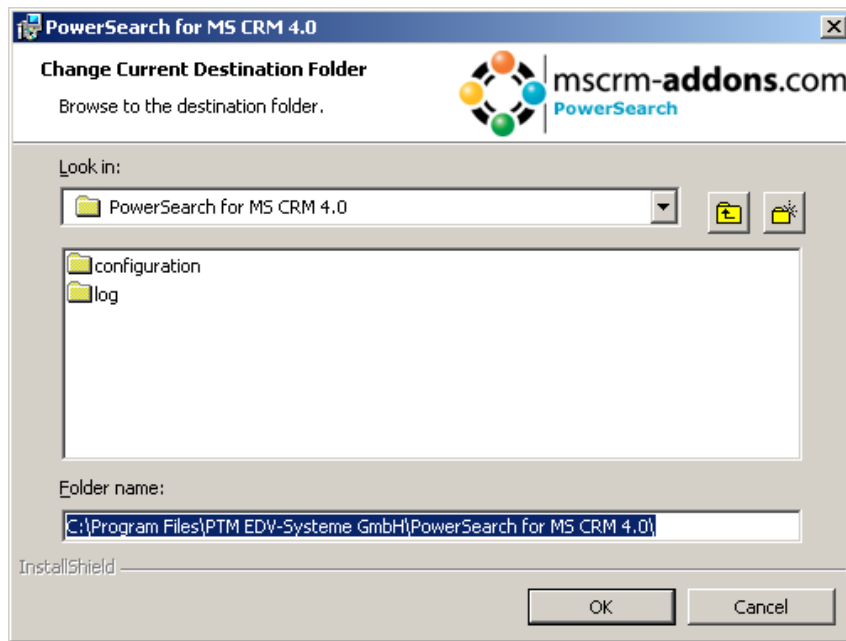 PowerSearch for MS CRM 4.0
Change Current Destination Folder
Browse to the destination folder.
mscrm-addons.com
PowerSearch
Look in:
PowerSearch for MS CRM 4.0
configuration
log
Folder name:
C:\Program Files\PTM EDV-Systeme GmbH\PowerSearch for MS CRM 4.0\
InstallShield
OK
Cancel